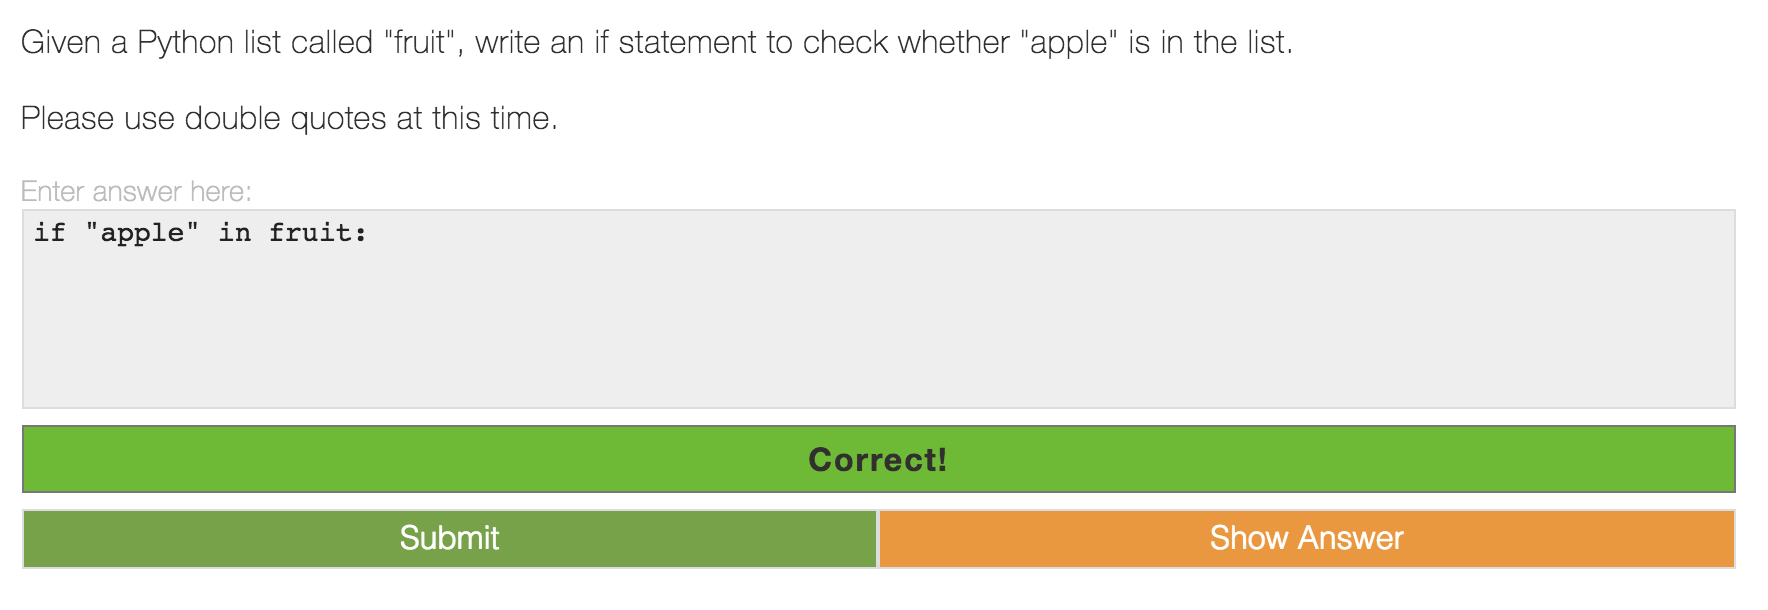 Given a Python list called "fruit", write an if statement to check whether "apple" is in the list.
Please use double quotes at this time.
Enter answer here:
if "apple" in fruit:
Correct!
Submit
Show Answer